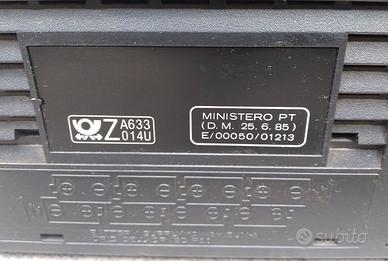 Z A633
014U
MINISTERO PT
(D.M. 25.6.85)
E/00050/01213
subito